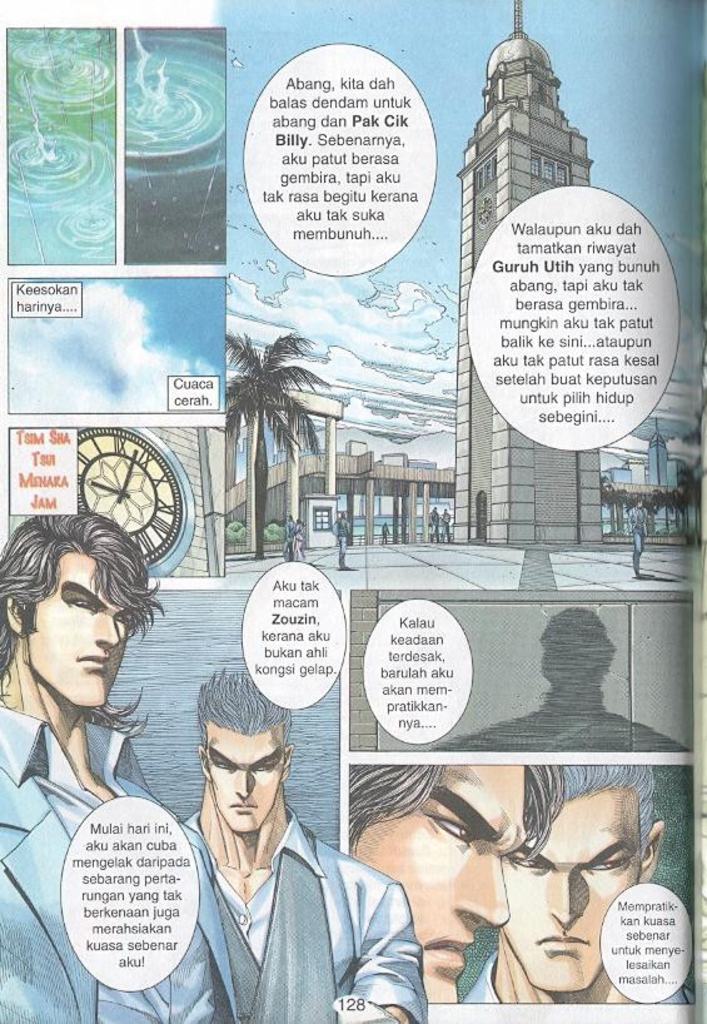 Abang, kita dah
balas dendam untuk
abang dan Pak Cik
Billy. Sebenarnya,
aku patut berasa
gembira, tapi aku
tak rasa begitu kerana
aku tak suka
membunuh....
Walaupun aku dah
tamatkan riwayat
Guruh Utih yang bunuh
abang, tapi aku tak
berasa gembira...
mungkin aku tak patut
balik ke sini...ataupun
aku tak patut rasa kesal
setelah buat keputusan
untuk pilih hidup
sebegini....
Keesokan
harinya....
Cuaca
cerah.
TSIM SHA
TSUI
MENARA
JAM
Aku tak
macam
Zouzin,
kerana aku
bukan ahli
kongsi gelap.
Kalau
keadaan
terdesak,
barulah aku
akan mem-
pratikkan-
nya....
Mulai hari ini,
aku akan cuba
mengelak daripada
sebarang perta-
rungan yang tak
berkenaan juga
merahsiakan
kuasa sebenar
aku!
Mempratik-
kan kuasa
sebenar
untuk menye-
lesaikan
masalah....
128